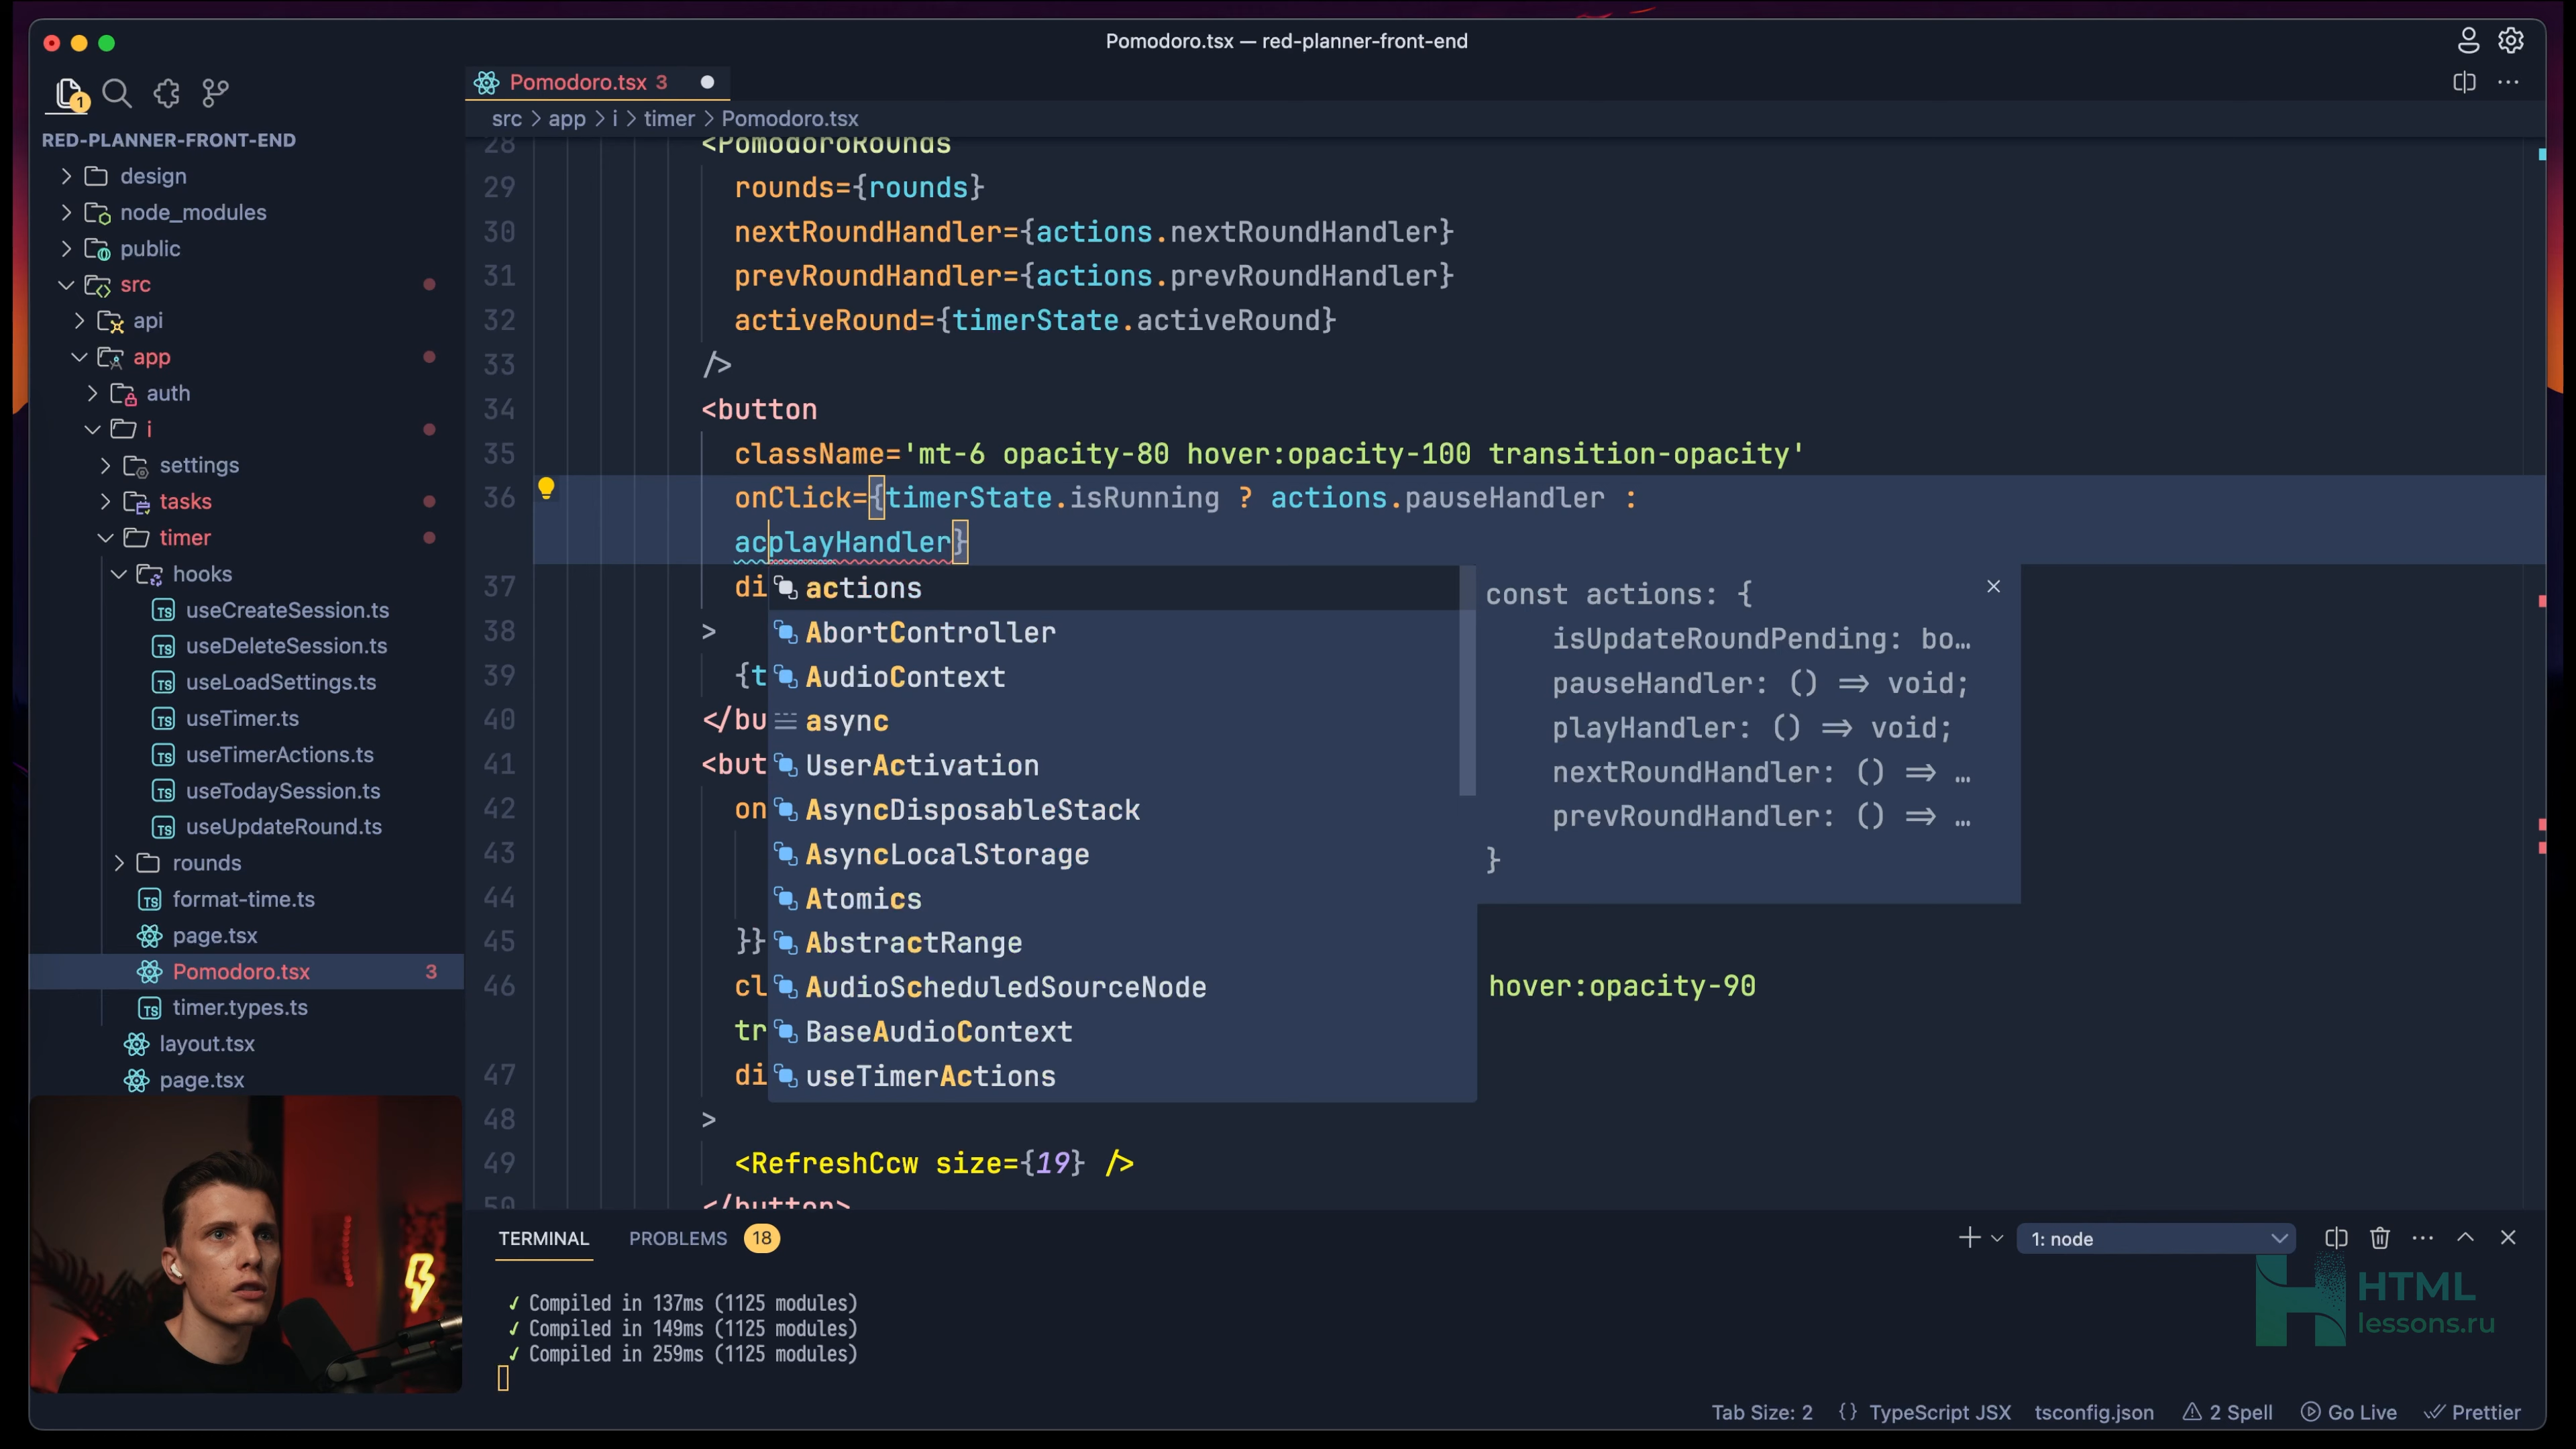 Pomodoro.tsx — red-planner-front-end
1
Pomodoro.tsx 3
src > app > i > timer > Pomodoro.tsx
RED-PLANNER-FRONT-END
design
node_modules
public
src
api
app
auth
i
settings
tasks
timer
hooks
useCreateSession.ts
useDeleteSession.ts
useLoadSettings.ts
useTimer.ts
useTimerActions.ts
useTodaySession.ts
useUpdateRound.ts
rounds
format-time.ts
page.tsx
Pomodoro.tsx 3
timer.types.ts
layout.tsx
page.tsx
28 <PomodoroRounds
29 rounds={rounds}
30 nextRoundHandler={actions.nextRoundHandler}
31 prevRoundHandler={actions.prevRoundHandler}
32 activeRound={timerState.activeRound}
33 />
34 <button
35 className='mt-6 opacity-80 hover:opacity-100 transition-opacity'
36 onClick={timerState.isRunning ? actions.pauseHandler :
acplayHandler}
37 di
38 >
39 {t
40 </bu
41 <but
42 on
43
44
45 }}
46 cl hover:opacity-90
tr
47 di
48 >
49 <RefreshCcw size={19} />
50 </button>
actions
AbortController
AudioContext
async
UserActivation
AsyncDisposableStack
AsyncLocalStorage
Atomics
AbstractRange
AudioScheduledSourceNode
BaseAudioContext
useTimerActions
const actions: {
isUpdateRoundPending: bo…
pauseHandler: () => void;
playHandler: () => void;
nextRoundHandler: () => …
prevRoundHandler: () => …
}
TERMINAL PROBLEMS 18
1: node
✓ Compiled in 137ms (1125 modules)
✓ Compiled in 149ms (1125 modules)
✓ Compiled in 259ms (1125 modules)
HTML
lessons.ru
Tab Size: 2 {} TypeScript JSX tsconfig.json 2 Spell Go Live Prettier